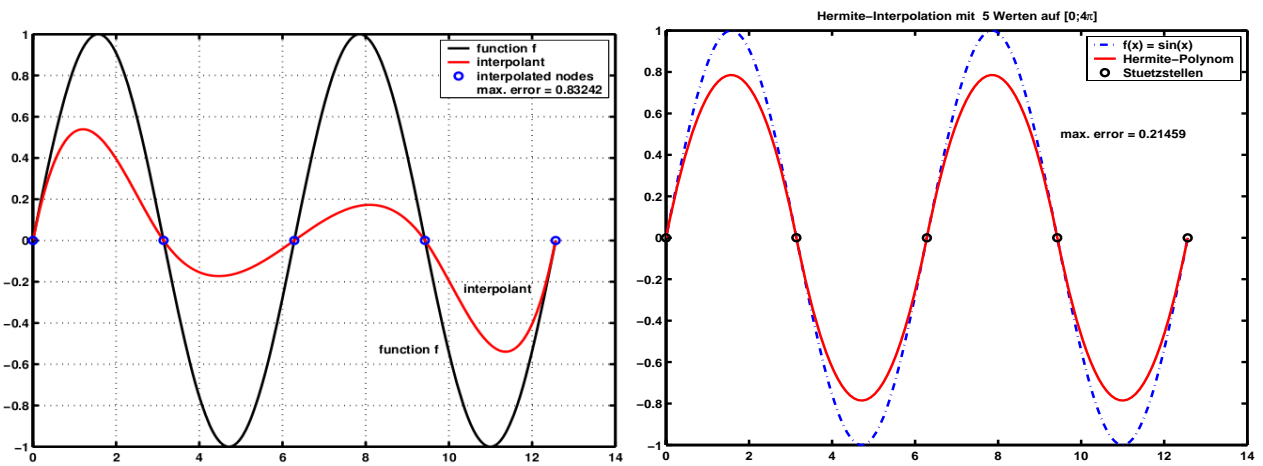 function f
interpolant
interpolated nodes
max. error = 0.83242
1
0.8
0.6
0.4
0.2
0
−0.2
−0.4
−0.6
−0.8
−1
interpolant
function f
0 2 4 6 8 10 12 14
Hermite−Interpolation mit 5 Werten auf [0;4π]
f(x) = sin(x)
Hermite−Polynom
Stuetzstellen
max. error = 0.21459
1
0.8
0.6
0.4
0.2
0
−0.2
−0.4
−0.6
−0.8
−1
0 2 4 6 8 10 12 14